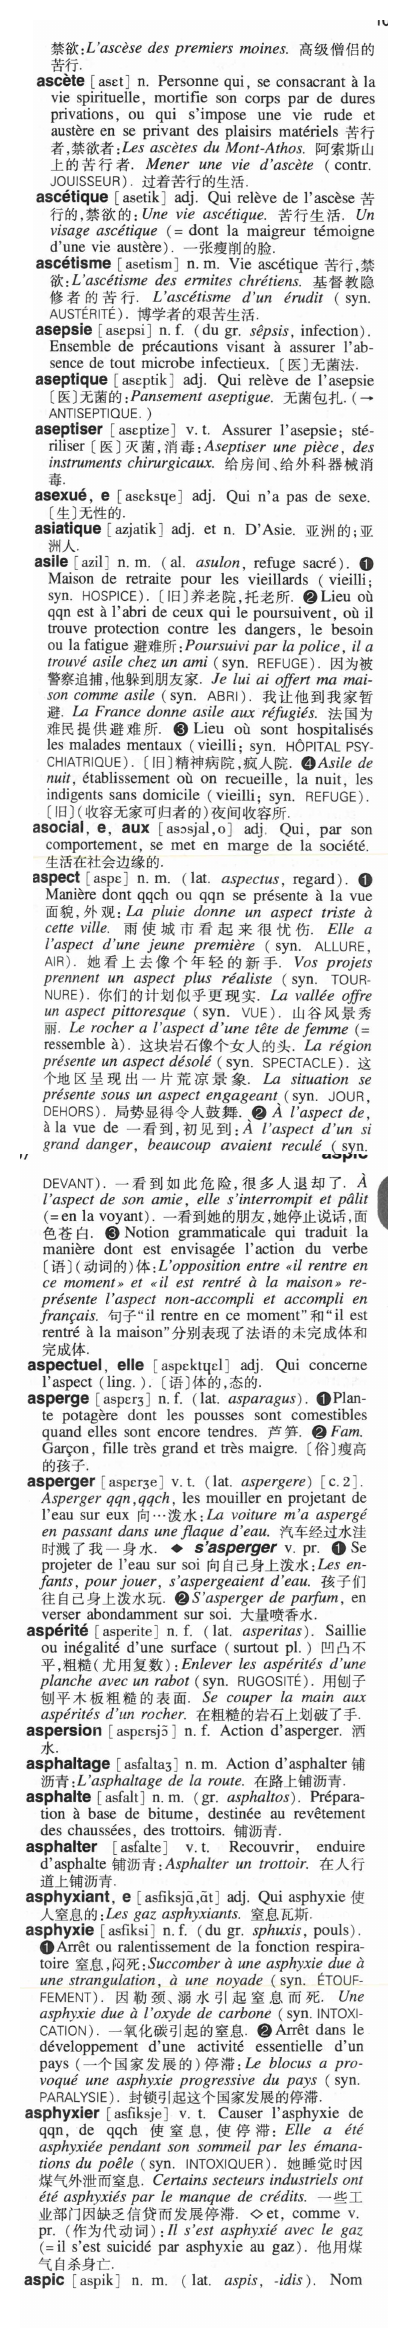 禁欲:L'ascèse des premiers moines. 高级僧侣的
苦行.
ascète [asɛt] n. Personne qui, se consacrant à la
vie spirituelle, mortifie son corps par de dures
privations, ou qui s'impose une vie rude et
austère en se privant des plaisirs matériels 苦行
者,禁欲者:Les ascètes du Mont-Athos. 阿索斯山
上的苦行者. Mener une vie d'ascète (contr.
JOUISSEUR). 过着苦行的生活.
ascétique [asetik] adj. Qui relève de l'ascèse 苦
行的,禁欲的:Une vie ascétique. 苦行生活. Un
visage ascétique (= dont la maigreur témoigne
d'une vie austère). 一张瘦削的脸.
ascétisme [asetism] n. m. Vie ascétique 苦行,禁
欲:L'ascétisme des ermites chrétiens. 基督教隐
修者的苦行. L'ascétisme d'un érudit (syn.
AUSTÉRITÉ). 博学者的艰苦生活.
asepsie [asɛpsi] n. f. (du gr. sêpsis, infection).
Ensemble de précautions visant à assurer l'ab-
sence de tout microbe infectieux. 〔医〕无菌法.
aseptique [asɛptik] adj. Qui relève de l'asepsie
〔医〕无菌的:Pansement aseptigue. 无菌包扎. (→
ANTISEPTIQUE. )
aseptiser [asɛptize] v. t. Assurer l'asepsie; sté-
riliser〔医〕灭菌,消毒:Aseptiser une pièce, des
instruments chirurgicaux. 给房间、给外科器械消
毒.
asexué, e [asɛksɥe] adj. Qui n'a pas de sexe.
〔生〕无性的.
asiatique [azjatik] adj. et n. D'Asie. 亚洲的;亚
洲人.
asile [azil] n. m. (al. asulon, refuge sacré). ❶
Maison de retraite pour les vieillards (vieilli;
syn. HOSPICE). 〔旧〕养老院,托老所. ❷Lieu où
qqn est à l'abri de ceux qui le poursuivent, où il
trouve protection contre les dangers, le besoin
ou la fatigue 避难所:Poursuivi par la police, il a
trouvé asile chez un ami (syn. REFUGE). 因为被
警察追捕,他躲到朋友家. Je lui ai offert ma mai-
son comme asile (syn. ABRI). 我让他到我家暂
避. La France donne asile aux réfugiés. 法国为
难民提供避难所. ❸ Lieu où sont hospitalisés
les malades mentaux (vieilli; syn. HÔPITAL PSY-
CHIATRIQUE). 〔旧〕精神病院,疯人院. ❹Asile de
nuit, établissement où on recueille, la nuit, les
indigents sans domicile (vieilli; syn. REFUGE).
〔旧〕(收容无家可归者的)夜间收容所.
asocial, e, aux [asɔsjal,o] adj. Qui, par son
comportement, se met en marge de la société.
生活在社会边缘的.
aspect [aspɛ] n. m. (lat. aspectus, regard). ❶
Manière dont qqch ou qqn se présente à la vue
面貌,外观:La pluie donne un aspect triste à
cette ville. 雨使城市看起来很忧伤. Elle a
l'aspect d'une jeune première (syn. ALLURE,
AIR). 她看上去像个年轻的新手. Vos projets
prennent un aspect plus réaliste (syn. TOUR-
NURE). 你们的计划似乎更现实. La vallée offre
un aspect pittoresque (syn. VUE). 山谷风景秀
丽. Le rocher a l'aspect d'une tête de femme (=
ressemble à). 这块岩石像个女人的头. La région
présente un aspect désolé (syn. SPECTACLE). 这
个地区呈现出一片荒凉景象. La situation se
présente sous un aspect engageant (syn. JOUR,
DEHORS). 局势显得令人鼓舞. ❷ À l'aspect de,
à la vue de 一看到,初见到:À l'aspect d'un si
grand danger, beaucoup avaient reculé (syn.
aspic
DEVANT). 一看到如此危险,很多人退却了. À
l'aspect de son amie, elle s'interrompit et pâlit
(=en la voyant). 一看到她的朋友,她停止说话,面
色苍白. ❸ Notion grammaticale qui traduit la
manière dont est envisagée l'action du verbe
〔语〕(动词的)体:L'opposition entre «il rentre en
ce moment» et «il est rentré à la maison» re-
présente l'aspect non-accompli et accompli en
français. 句子“il rentre en ce moment”和“il est
rentré à la maison”分别表现了法语的未完成体和
完成体.
aspectuel, elle [aspɛktɥɛl] adj. Qui concerne
l'aspect (ling. ). 〔语〕体的,态的.
asperge [aspɛrʒ] n. f. (lat. asparagus). ❶Plan-
te potagère dont les pousses sont comestibles
quand elles sont encore tendres. 芦笋. ❷ Fam.
Garçon, fille très grand et très maigre. 〔俗〕瘦高
的孩子.
asperger [aspɛrʒe] v. t. (lat. aspergere) [c. 2].
Asperger qqn,qqch, les mouiller en projetant de
l'eau sur eux 向…泼水:La voiture m'a aspergé
en passant dans une flaque d'eau. 汽车经过水洼
时溅了我一身水. ◆ s'asperger v. pr. ❶ Se
projeter de l'eau sur soi 向自己身上泼水:Les en-
fants, pour jouer, s'aspergeaient d'eau. 孩子们
往自己身上泼水玩. ❷S'asperger de parfum, en
verser abondamment sur soi. 大量喷香水.
aspérité [asperite] n. f. (lat. asperitas). Saillie
ou inégalité d'une surface (surtout pl. ) 凹凸不
平,粗糙(尤用复数):Enlever les aspérités d'une
planche avec un rabot (syn. RUGOSITÉ). 用刨子
刨平木板粗糙的表面. Se couper la main aux
aspérités d'un rocher. 在粗糙的岩石上划破了手.
aspersion [aspɛrsjɔ̃] n. f. Action d'asperger. 洒
水.
asphaltage [asfaltaʒ] n. m. Action d'asphalter 铺
沥青:L'asphaltage de la route. 在路上铺沥青.
asphalte [asfalt] n. m. (gr. asphaltos). Prépara-
tion à base de bitume, destinée au revêtement
des chaussées, des trottoirs. 铺沥青.
asphalter [asfalte] v. t. Recouvrir, enduire
d'asphalte 铺沥青:Asphalter un trottoir. 在人行
道上铺沥青.
asphyxiant, e [asfiksjɑ̃,ɑ̃t] adj. Qui asphyxie 使
人窒息的:Les gaz asphyxiants. 窒息瓦斯.
asphyxie [asfiksi] n. f. (du gr. sphuxis, pouls).
❶Arrêt ou ralentissement de la fonction respira-
toire 窒息,闷死:Succomber à une asphyxie due à
une strangulation, à une noyade (syn. ÉTOUF-
FEMENT). 因勒颈、溺水引起窒息而死. Une
asphyxie due à l'oxyde de carbone (syn. INTOXI-
CATION). 一氧化碳引起的窒息. ❷Arrêt dans le
développement d'une activité essentielle d'un
pays (一个国家发展的)停滞:Le blocus a pro-
voqué une asphyxie progressive du pays (syn.
PARALYSIE). 封锁引起这个国家发展的停滞.
asphyxier [asfiksje] v. t. Causer l'asphyxie de
qqn, de qqch 使窒息,使停滞: Elle a été
asphyxiée pendant son sommeil par les émana-
tions du poêle (syn. INTOXIQUER). 她睡觉时因
煤气外泄而窒息. Certains secteurs industriels ont
été asphyxiés par le manque de crédits. 一些工
业部门因缺乏信贷而发展停滞. ◇et, comme v.
pr. (作为代动词):Il s'est asphyxié avec le gaz
(=il s'est suicidé par asphyxie au gaz). 他用煤
气自杀身亡.
aspic [aspik] n. m. (lat. aspis, -idis). Nom